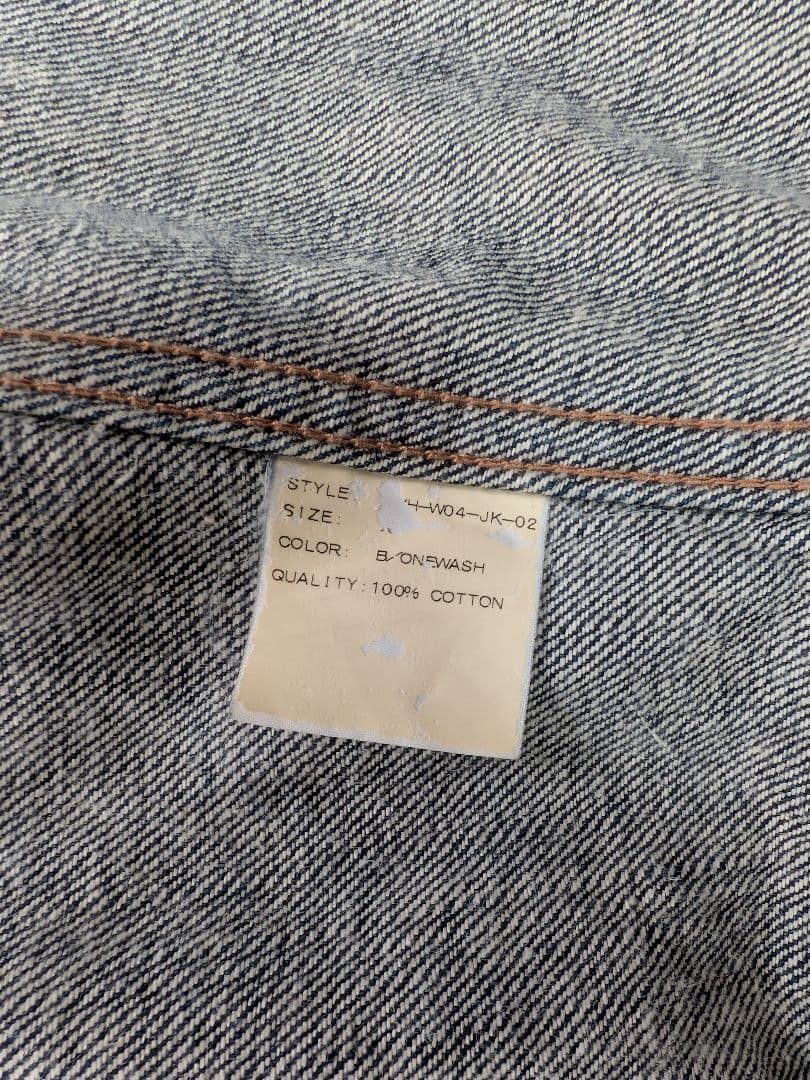 STYLE: H-W04-JK-02
SIZE:
COLOR: B/ONEWASH
QUALITY:100% COTTON